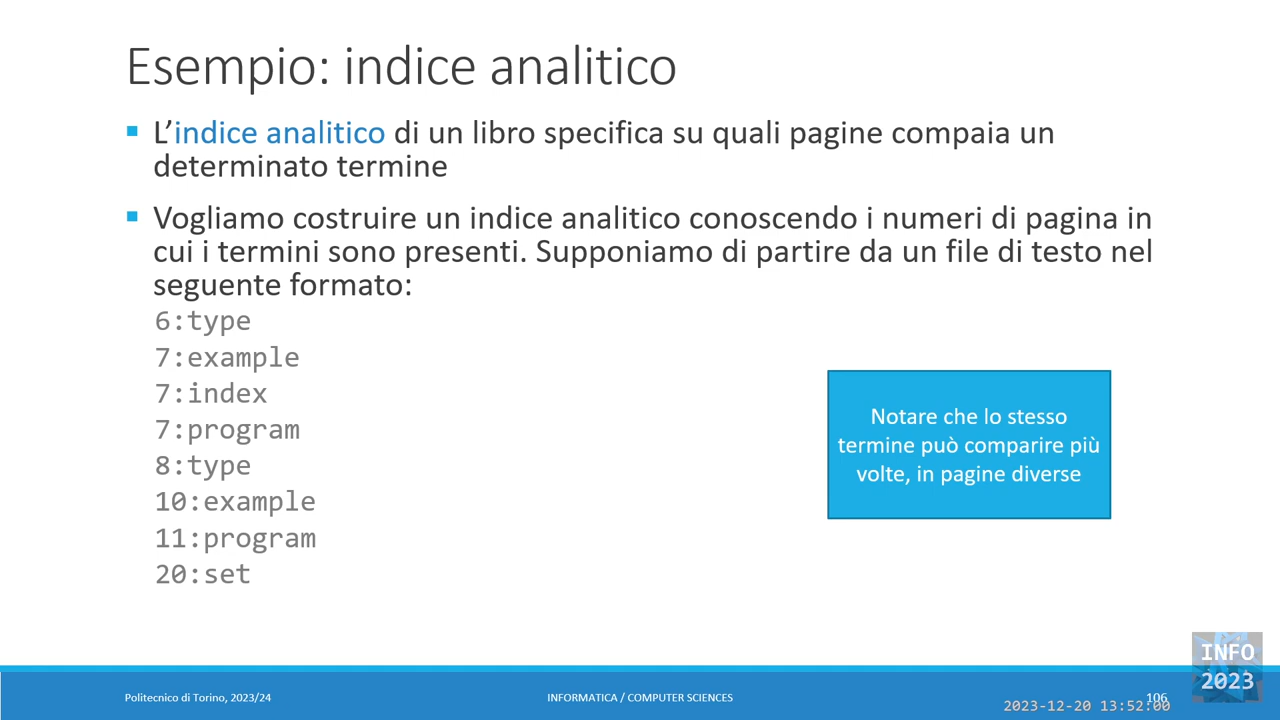 Esempio: indice analitico
▪ L’indice analitico di un libro specifica su quali pagine compaia un
determinato termine
▪ Vogliamo costruire un indice analitico conoscendo i numeri di pagina in
cui i termini sono presenti. Supponiamo di partire da un file di testo nel
seguente formato:
6:type
7:example
7:index
7:program
8:type
10:example
11:program
20:set
Notare che lo stesso
termine può comparire più
volte, in pagine diverse
INFO
2023
Politecnico di Torino, 2023/24
INFORMATICA / COMPUTER SCIENCES
106
2023-12-20 13:52:00